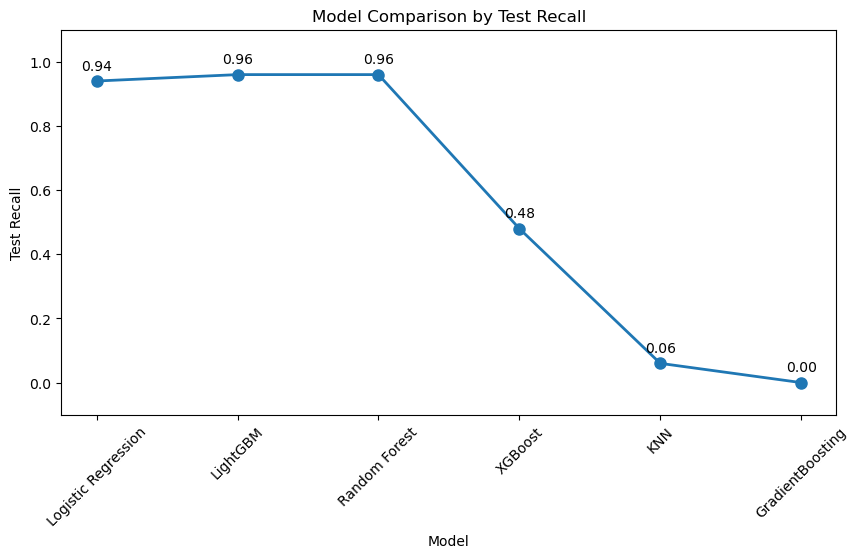 Model Comparison by Test Recall
1.0
0.8
0.6
0.4
0.2
0.0
Test Recall
0.94
0.96
0.96
0.48
0.06
0.00
Logistic Regression
LightGBM
Random Forest
XGBoost
KNN
GradientBoosting
Model